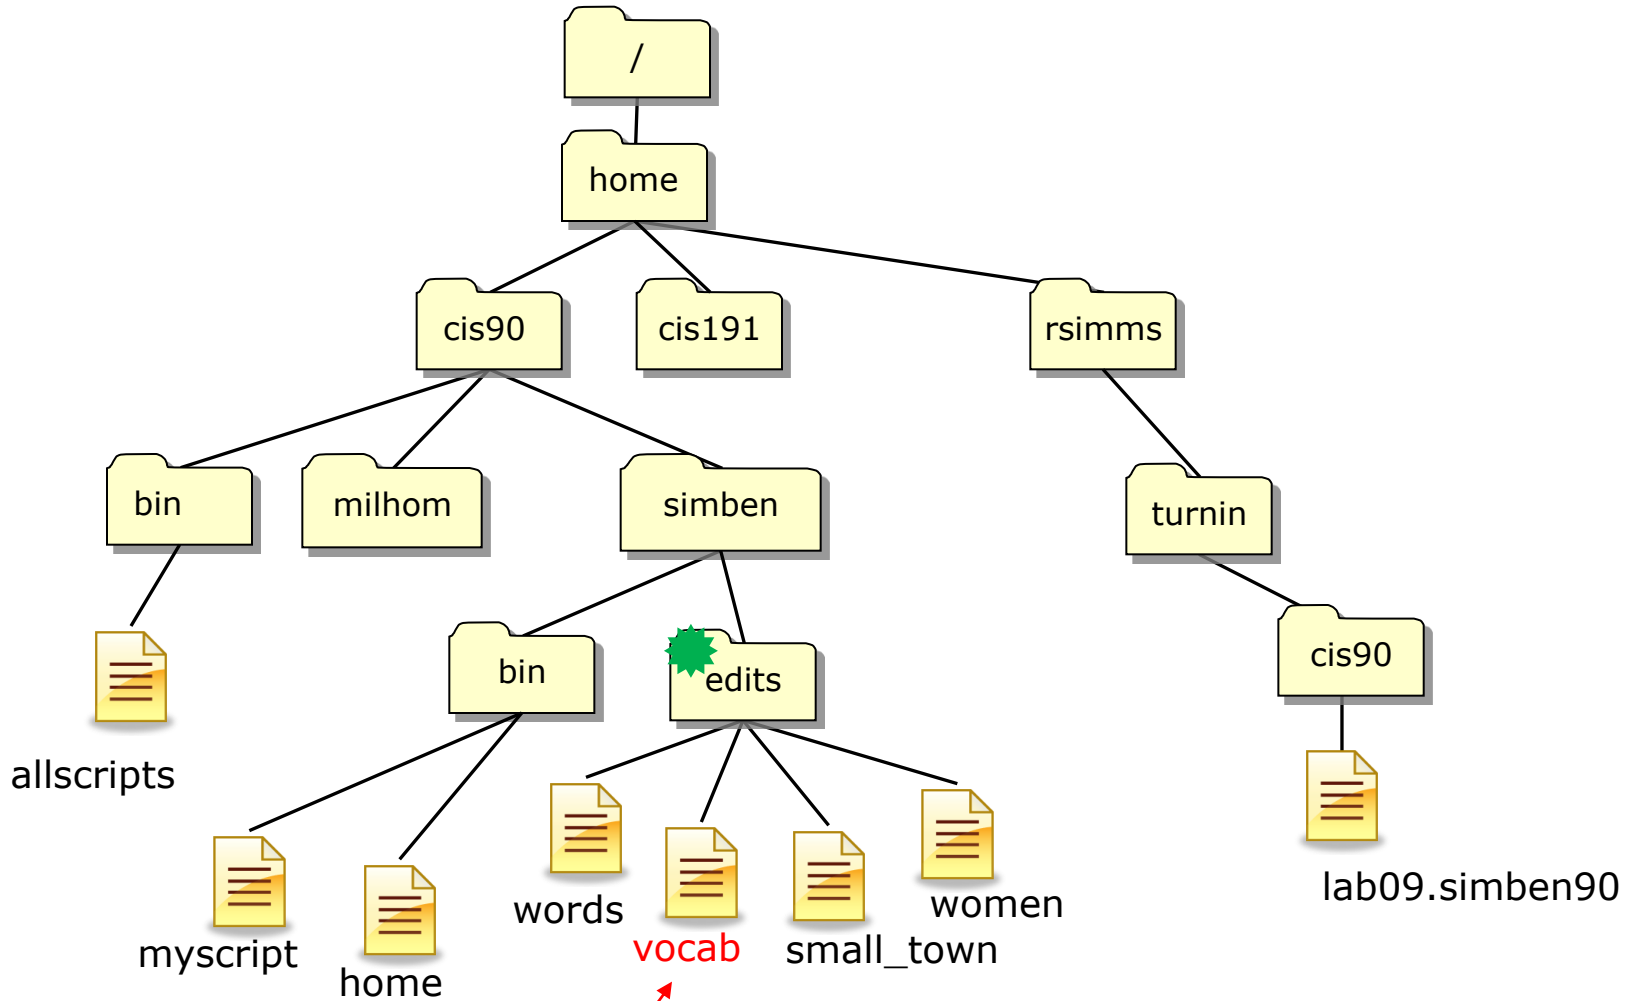 /
home
cis90
cis191
rsimms
bin
milhom
simben
turnin
bin
edits
cis90
allscripts
myscript
home
words
vocab
small_town
women
lab09.simben90